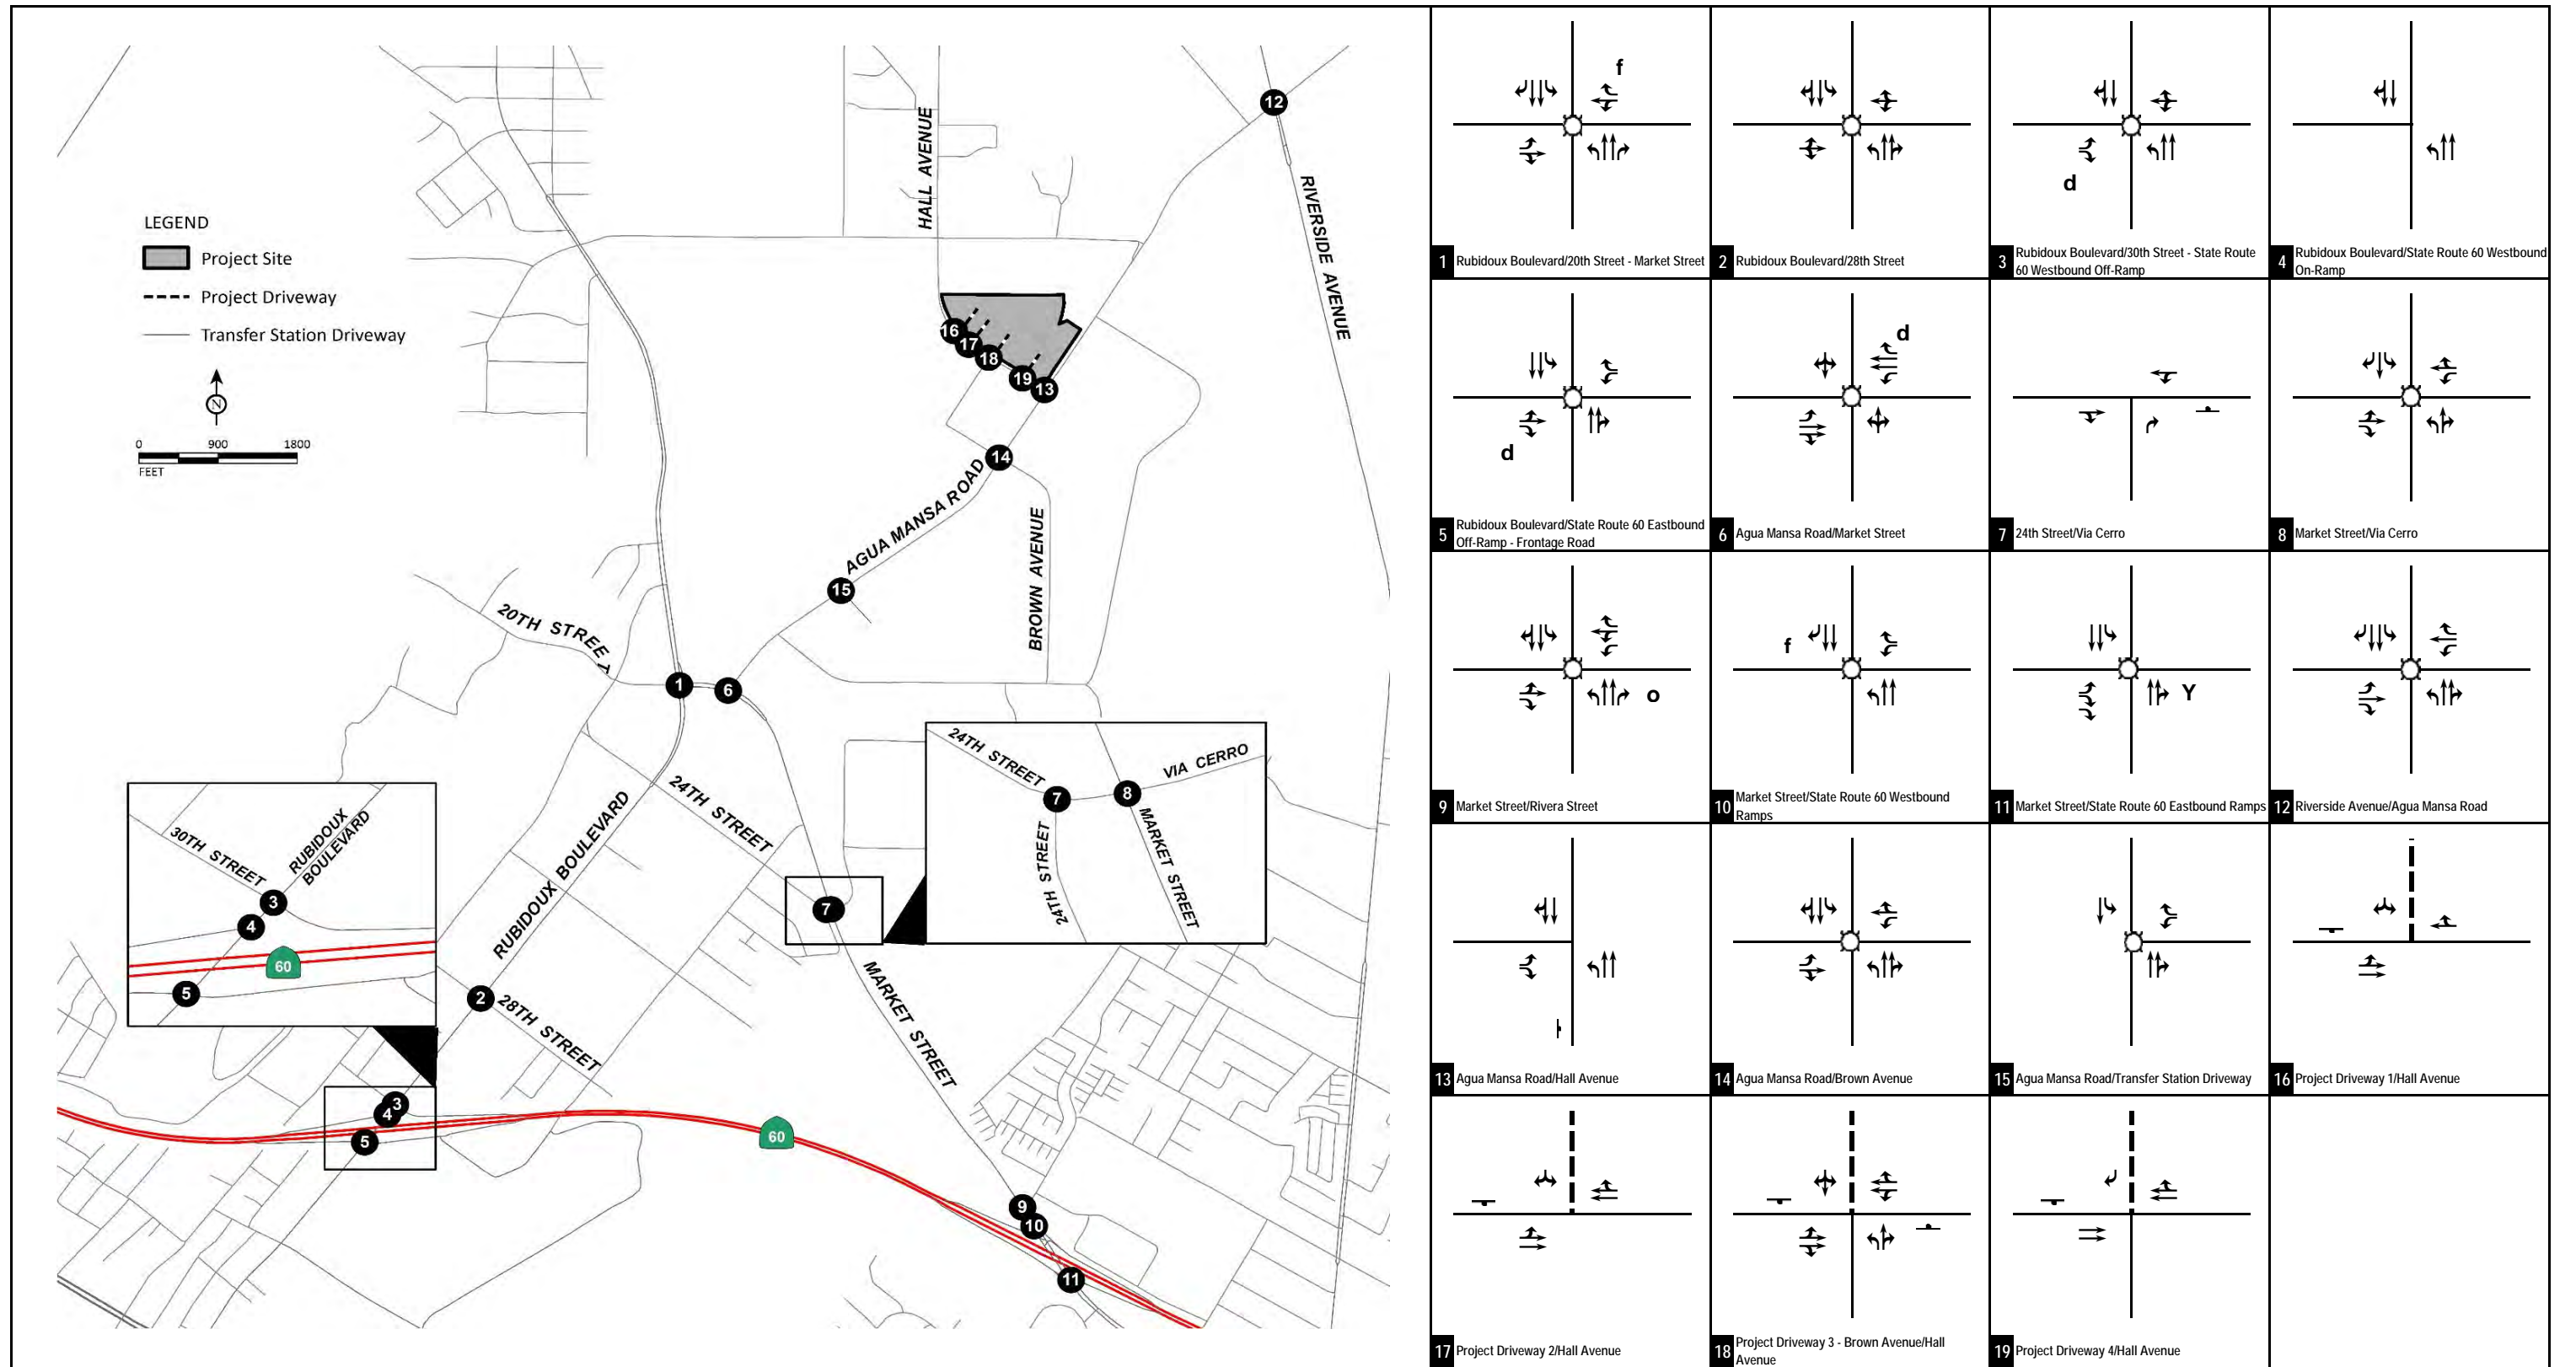 LEGEND
Project Site
Project Driveway
Transfer Station Driveway
N
0 900 1800
FEET
HALL AVENUE
12
RIVERSIDE AVENUE
16
17
18
19
13
14
AGUA MANSA ROAD
15
BROWN AVENUE
20TH STREET
1
6
24TH STREET
RUBIDOUX BOULEVARD
7
2
28TH STREET
MARKET STREET
30TH STREET
RUBIDOUX
BOULEVARD
3
4
60
5
24TH STREET
7
8
VIA CERRO
24TH STREET
MARKET STREET
3
4
5
60
9
10
11
f
1 Rubidoux Boulevard/20th Street - Market Street
2 Rubidoux Boulevard/28th Street
d
3 Rubidoux Boulevard/30th Street - State Route
60 Westbound Off-Ramp
4 Rubidoux Boulevard/State Route 60 Westbound
On-Ramp
d
5 Rubidoux Boulevard/State Route 60 Eastbound
Off-Ramp - Frontage Road
d
6 Agua Mansa Road/Market Street
7 24th Street/Via Cerro
8 Market Street/Via Cerro
o
9 Market Street/Rivera Street
f
10 Market Street/State Route 60 Westbound
Ramps
Y
11 Market Street/State Route 60 Eastbound Ramps
12 Riverside Avenue/Agua Mansa Road
13 Agua Mansa Road/Hall Avenue
14 Agua Mansa Road/Brown Avenue
15 Agua Mansa Road/Transfer Station Driveway
16 Project Driveway 1/Hall Avenue
17 Project Driveway 2/Hall Avenue
18 Project Driveway 3 - Brown Avenue/Hall
Avenue
19 Project Driveway 4/Hall Avenue